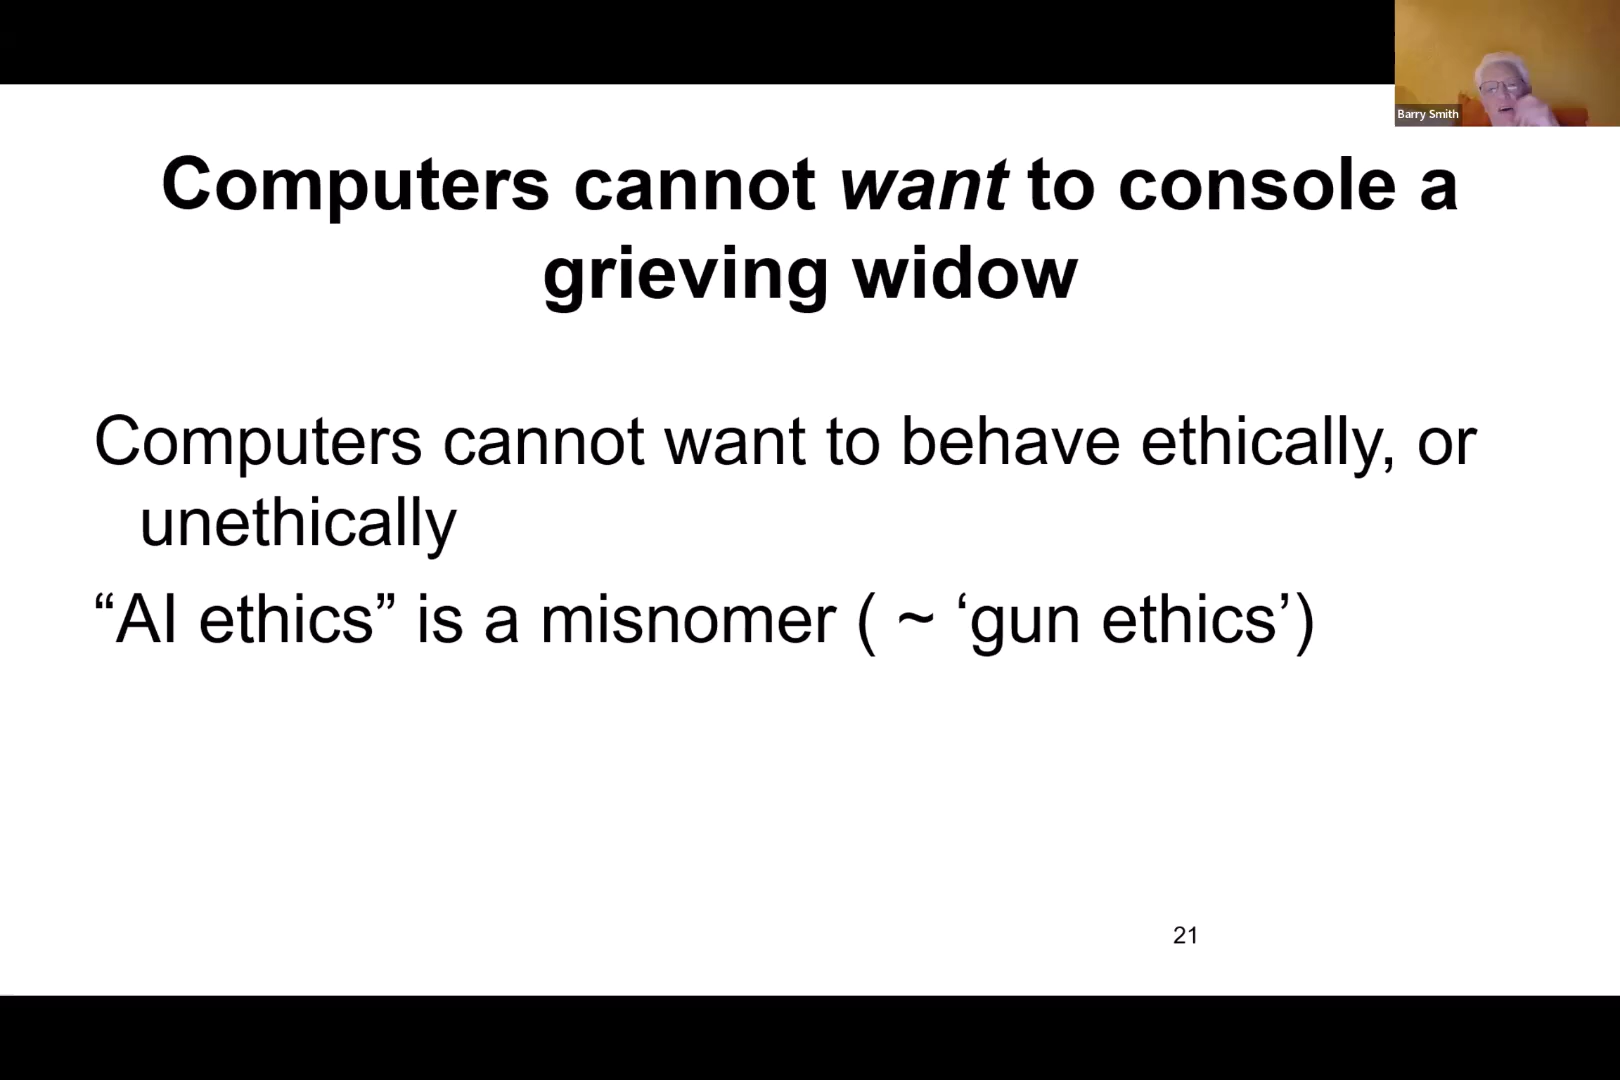 Barry Smith
Computers cannot want to console a
grieving widow
Computers cannot want to behave ethically, or
unethically
“AI ethics” is a misnomer ( ~ ‘gun ethics’)
21